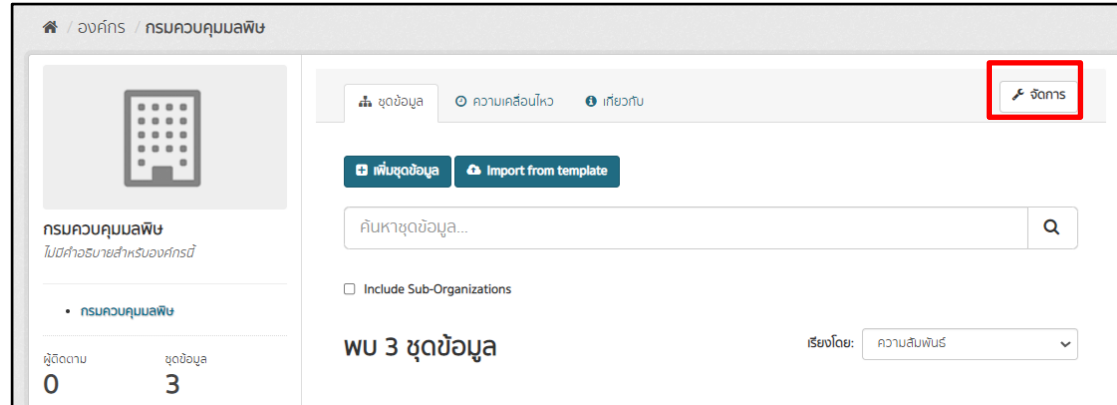 / องค์กร / กรมควบคุมมลพิษ
กรมควบคุมมลพิษ
ไม่มีคำอธิบายสำหรับองค์กรนี้
• กรมควบคุมมลพิษ
ผู้ติดตาม ชุดข้อมูล
0 3
ชุดข้อมูล ความเคลื่อนไหว เกี่ยวกับ จัดการ
เพิ่มชุดข้อมูล Import from template
ค้นหาชุดข้อมูล...
Include Sub-Organizations
พบ 3 ชุดข้อมูล เรียงโดย: ความสัมพันธ์